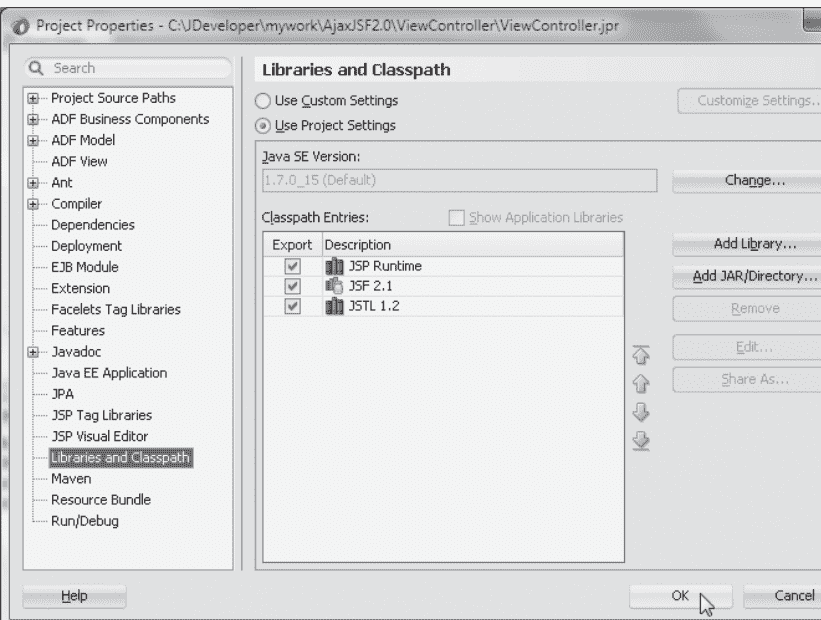 Project Properties - C:\JDeveloper\mywork\AjaxJSF2.0\ViewController\ViewController.jpr
Search
Project Source Paths
ADF Business Components
ADF Model
ADF View
Ant
Compiler
Dependencies
Deployment
EJB Module
Extension
Facelets Tag Libraries
Features
Javadoc
Java EE Application
JPA
JSP Tag Libraries
JSP Visual Editor
Libraries and Classpath
Maven
Resource Bundle
Run/Debug
Libraries and Classpath
Use Custom Settings
Customize Settings..
Use Project Settings
Java SE Version:
1.7.0_15 (Default)
Change...
Classpath Entries:
Show Application Libraries
Export Description
JSP Runtime
JSF 2.1
JSTL 1.2
Add Library...
Add JAR/Directory...
Remove
Edit...
Share As...
Help
OK
Cancel